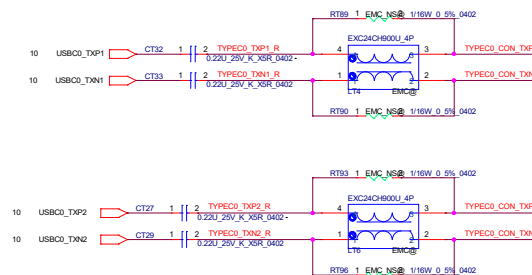 RT89 1 EMC_NS@ 2 1/16W_0_5%_0402
EXC24CH900U_4P
10 USBC0_TXP1 CT32 1 2 TYPEC0_TXP1_R 4 3 TYPEC0_CON_TXP
0.22U_25V_K_X5R_0402
10 USBC0_TXN1 CT33 1 2 TYPEC0_TXN1_R 1 2 TYPEC0_CON_TXN
0.22U_25V_K_X5R_0402
LT4 EMC@
RT90 1 EMC_NS@ 2 1/16W_0_5%_0402
RT93 1 EMC_NS@ 2 1/16W_0_5%_0402
EXC24CH900U_4P
10 USBC0_TXP2 CT27 1 2 TYPEC0_TXP2_R 4 3 TYPEC0_CON_TXP
0.22U_25V_K_X5R_0402
10 USBC0_TXN2 CT29 1 2 TYPEC0_TXN2_R 1 2 TYPEC0_CON_TXN
0.22U_25V_K_X5R_0402
LT6 EMC@
RT96 1 EMC_NS@ 2 1/16W_0_5%_0402